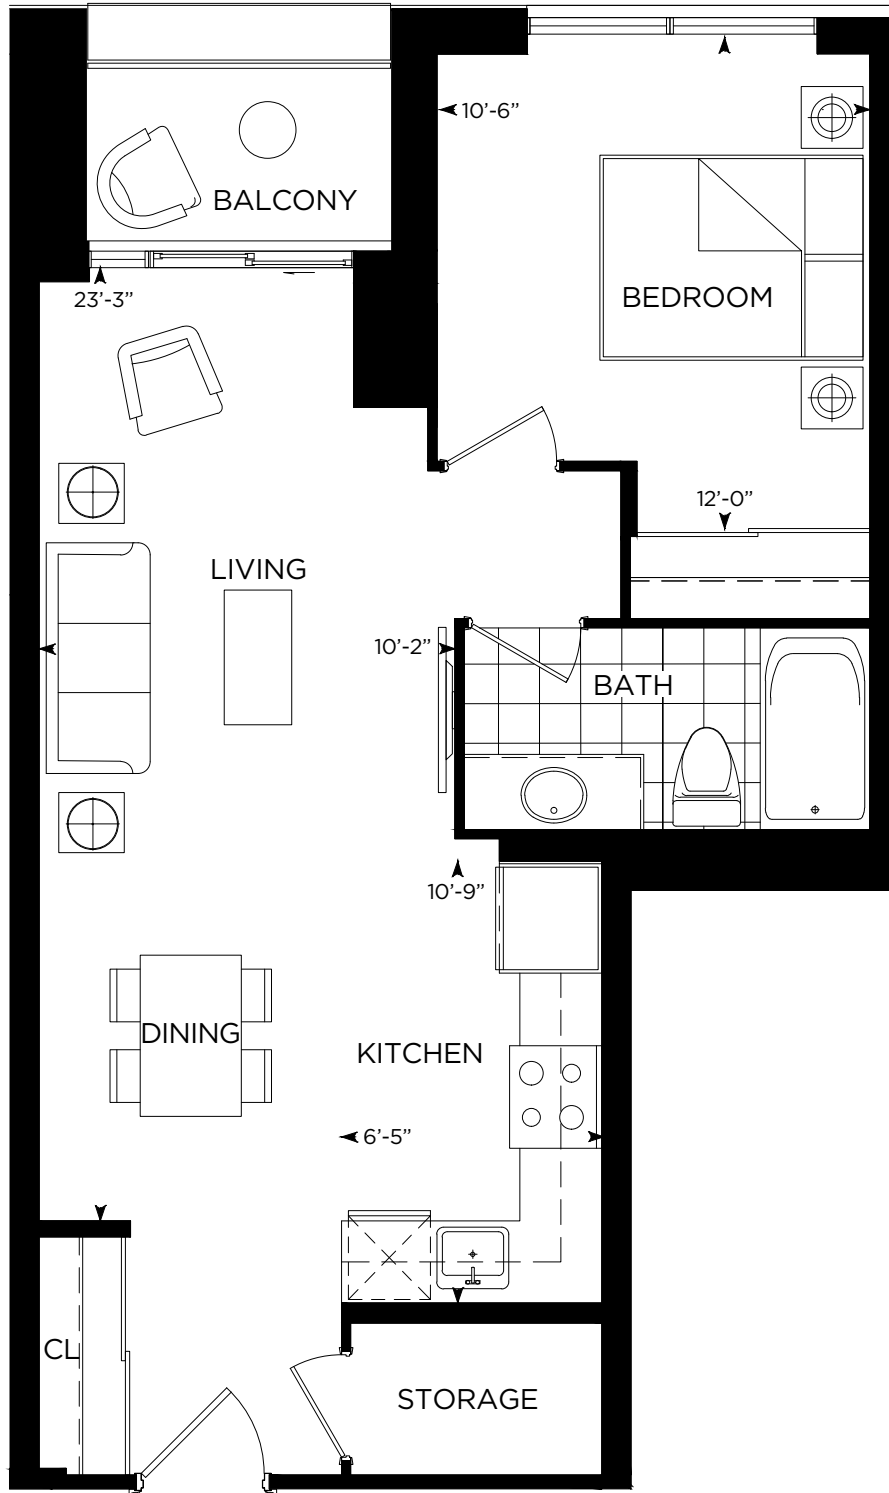 10’-6”
BALCONY
23’-3”
BEDROOM
12’-0”
LIVING
10’-2”
BATH
10’-9”
DINING
KITCHEN
6’-5”
CL
STORAGE